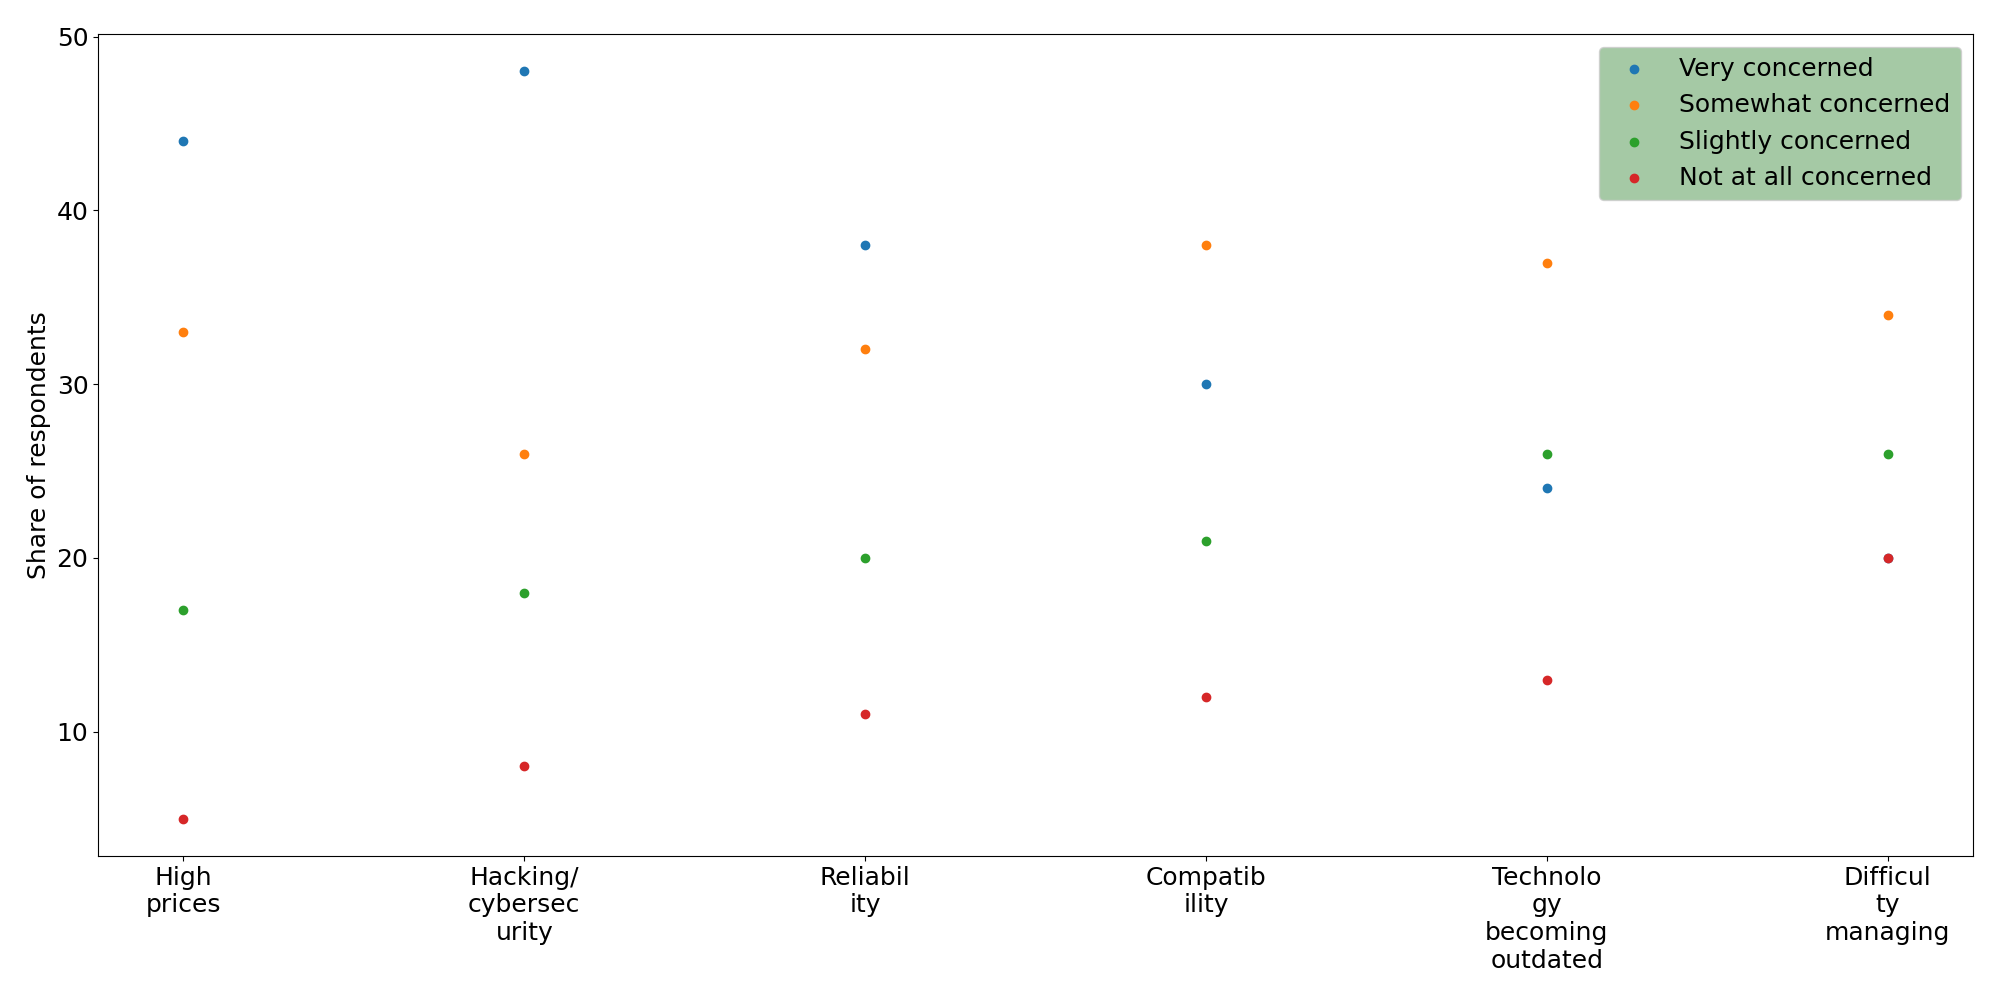 50
40
30
20
10
Share of respondents
Very concerned
Somewhat concerned
Slightly concerned
Not at all concerned
High
prices
Hacking/
cybersec
urity
Reliabil
ity
Compatib
ility
Technolo
gy
becoming
outdated
Difficul
ty
managing